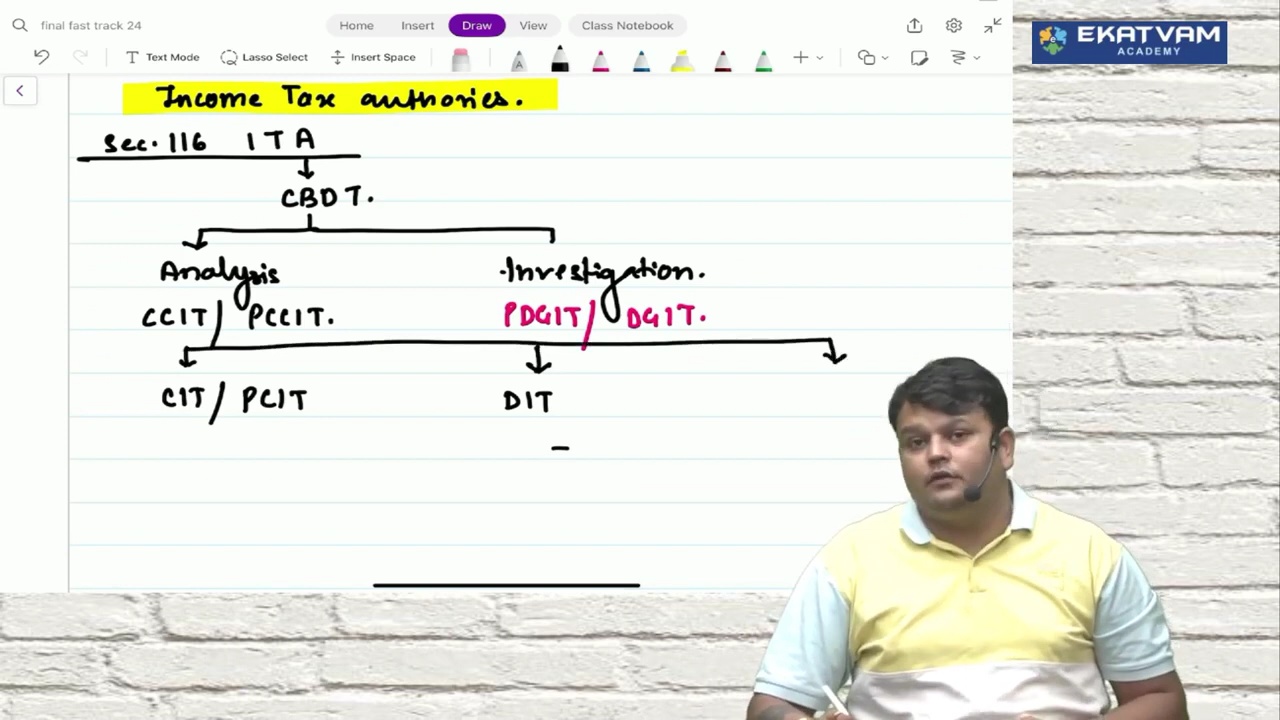 final fast track 24
Home Insert Draw View Class Notebook
EKATVAM
ACADEMY
Text Mode Lasso Select Insert Space
Income Tax authories.
Sec. 116 ITA
CBDT.
Analysis Investigation.
CCIT/ PCCIT. PDGIT/ DGIT.
CIT/ PCIT DIT